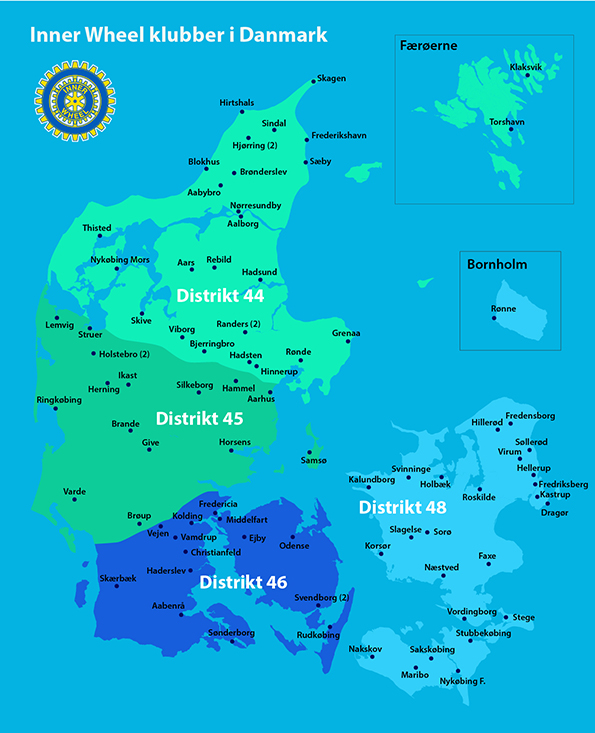 Inner Wheel klubber i Danmark
INNER
WHEEL
Færøerne
Klaksvik
Torshavn
Skagen
Hirtshals
Sindal
Frederikshavn
Hjørring (2)
Blokhus
Sæby
Brønderslev
Aabybro
Nørresundby
Aalborg
Thisted
Nykøbing Mors
Aars
Rebild
Hadsund
Distrikt 44
Bornholm
Rønne
Lemvig
Struer
Skive
Viborg
Randers (2)
Bjerringbro
Grenaa
Holstebro (2)
Hadsten
Rønde
Hinnerup
Ikast
Herning
Silkeborg
Hammel
Aarhus
Ringkøbing
Distrikt 45
Brande
Give
Horsens
Samsø
Varde
Hillerød
Fredensborg
Søllerød
Virum
Hellerup
Fredriksberg
Kastrup
Dragør
Kalundborg
Svinninge
Holbæk
Roskilde
Distrikt 48
Slagelse
Sorø
Korsør
Faxe
Næstved
Brøup
Kolding
Fredericia
Middelfart
Vejen
Vamdrup
Ejby
Odense
Christianfeld
Haderslev
Skærbæk
Distrikt 46
Svendborg (2)
Aabenrå
Sønderborg
Rudkøbing
Vordingborg
Stege
Stubbekøbing
Nakskov
Sakskøbing
Maribo
Nykøbing F.